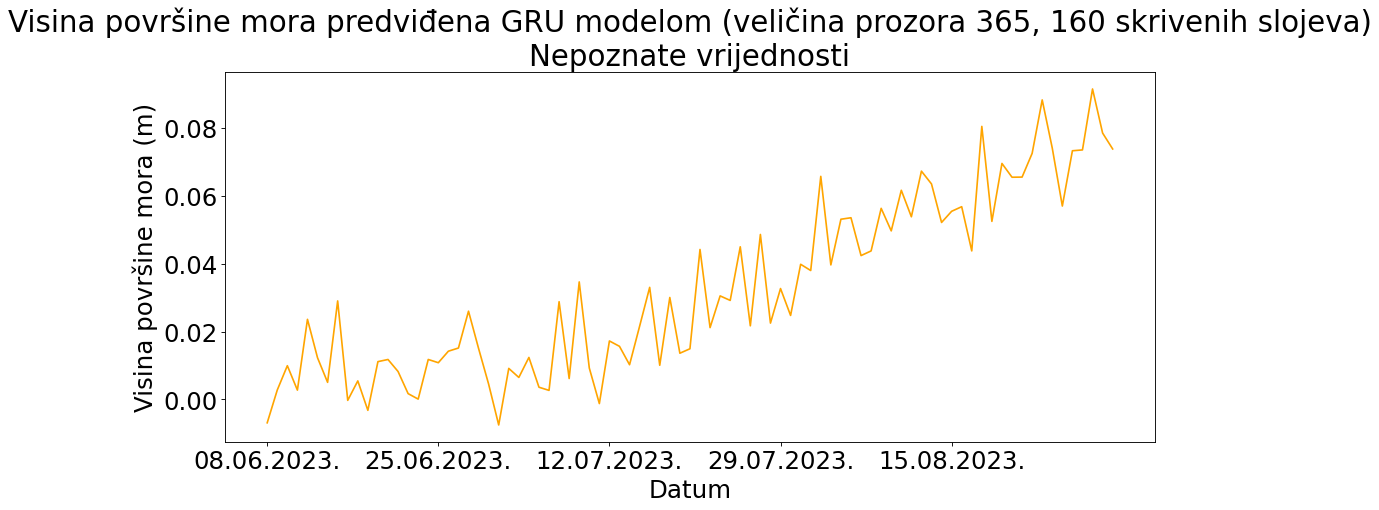 Visina površine mora predviđena GRU modelom (veličina prozora 365, 160 skrivenih slojeva)
Nepoznate vrijednosti
Visina površine mora (m)
0.08
0.06
0.04
0.02
0.00
08.06.2023. 25.06.2023. 12.07.2023. 29.07.2023. 15.08.2023.
Datum